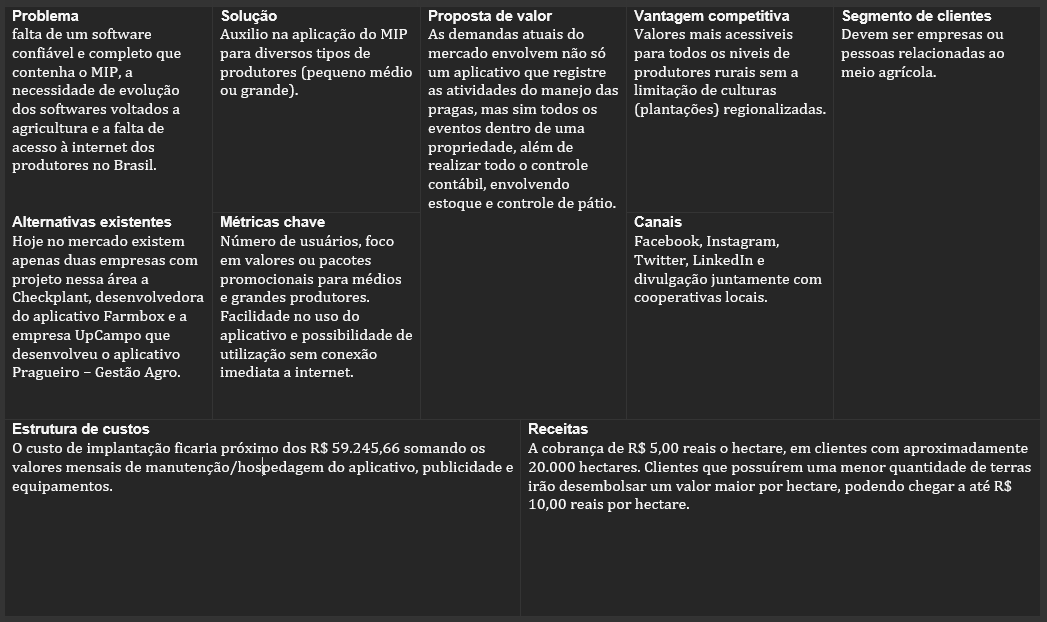 Problema
falta de um software
confiável e completo que
contenha o MIP, a
necessidade de evolução
dos softwares voltados a
agricultura e a falta de
acesso à internet dos
produtores no Brasil.
Solução
Auxilio na aplicação do MIP
para diversos tipos de
produtores (pequeno médio
ou grande).
Proposta de valor
As demandas atuais do
mercado envolvem não só
um aplicativo que registre
as atividades do manejo das
pragas, mas sim todos os
eventos dentro de uma
propriedade, além de
realizar todo o controle
contábil, envolvendo
estoque e controle de pátio.
Vantagem competitiva
Valores mais acessiveis
para todos os niveis de
produtores rurais sem a
limitação de culturas
(plantações) regionalizadas.
Segmento de clientes
Devem ser empresas ou
pessoas relacionadas ao
meio agrícola.
Alternativas existentes
Hoje no mercado existem
apenas duas empresas com
projeto nessa área a
Checkplant, desenvolvedora
do aplicativo Farmbox e a
empresa UpCampo que
desenvolveu o aplicativo
Pragueiro – Gestão Agro.
Métricas chave
Número de usuários, foco
em valores ou pacotes
promocionais para médios
e grandes produtores.
Facilidade no uso do
aplicativo e possibilidade de
utilização sem conexão
imediata a internet.
Canais
Facebook, Instagram,
Twitter, LinkedIn e
divulgação juntamente com
cooperativas locais.
Estrutura de custos
O custo de implantação ficaria próximo dos R$ 59.245,66 somando os
valores mensais de manutenção/hospedagem do aplicativo, publicidade e
equipamentos.
Receitas
A cobrança de R$ 5,00 reais o hectare, em clientes com aproximadamente
20.000 hectares. Clientes que possuírem uma menor quantidade de terras
irão desembolsar um valor maior por hectare, podendo chegar a até R$
10,00 reais por hectare.